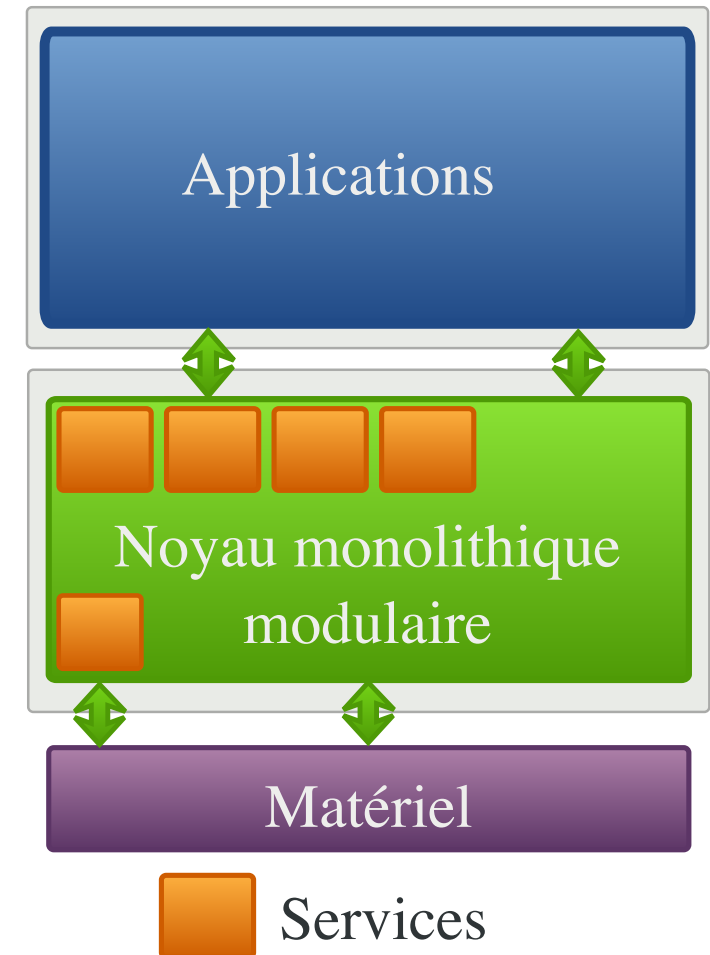 Applications
Noyau monolithique
modulaire
Matériel
Services